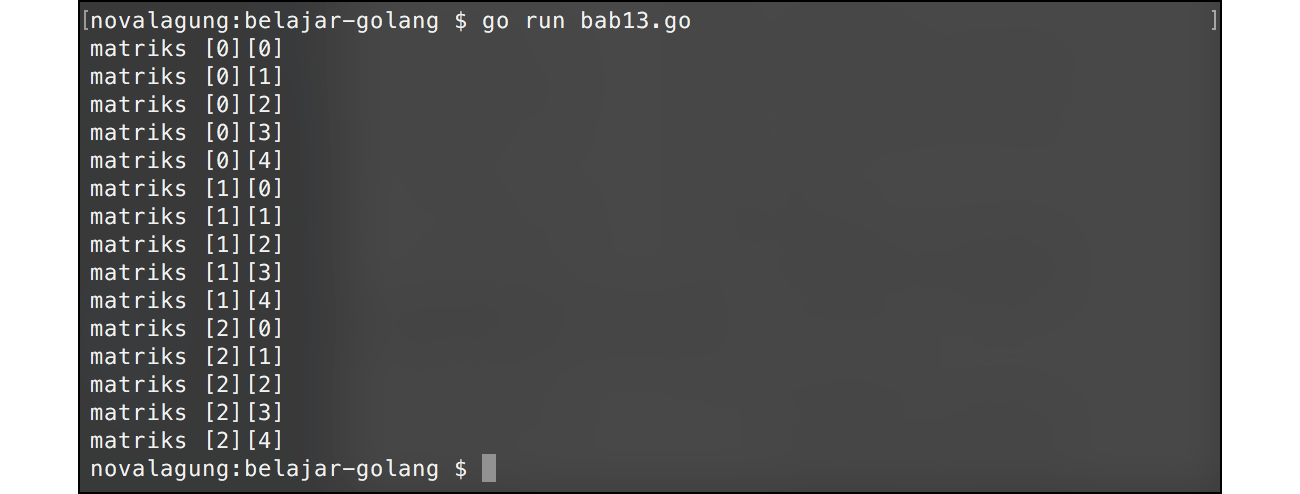 [novalagung:belajar-golang $ go run bab13.go ]
matriks [0][0]
matriks [0][1]
matriks [0][2]
matriks [0][3]
matriks [0][4]
matriks [1][0]
matriks [1][1]
matriks [1][2]
matriks [1][3]
matriks [1][4]
matriks [2][0]
matriks [2][1]
matriks [2][2]
matriks [2][3]
matriks [2][4]
novalagung:belajar-golang $